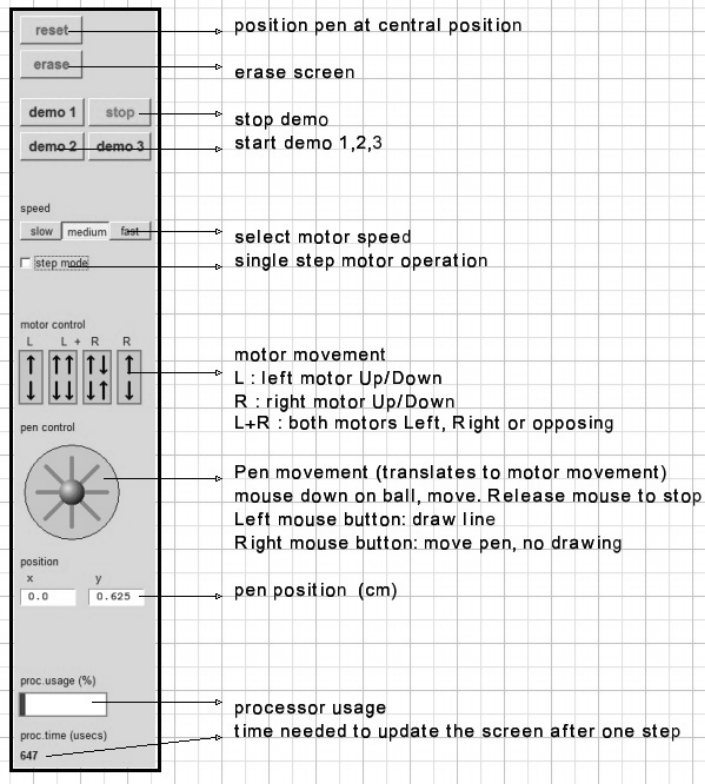 reset
position pen at central position
erase
erase screen
demo 1 stop
stop demo
demo 2 demo 3
start demo 1,2,3
speed
slow medium fast
select motor speed
step mode
single step motor operation
motor control
L L + R R
motor movement
L : left motor Up/Down
R : right motor Up/Down
L+R : both motors Left, Right or opposing
pen control
Pen movement (translates to motor movement)
mouse down on ball, move. Release mouse to stop
Left mouse button: draw line
Right mouse button: move pen, no drawing
position
x y
0.0 0.625
pen position (cm)
proc.usage (%)
processor usage
proc.time (usecs)
time needed to update the screen after one step
647